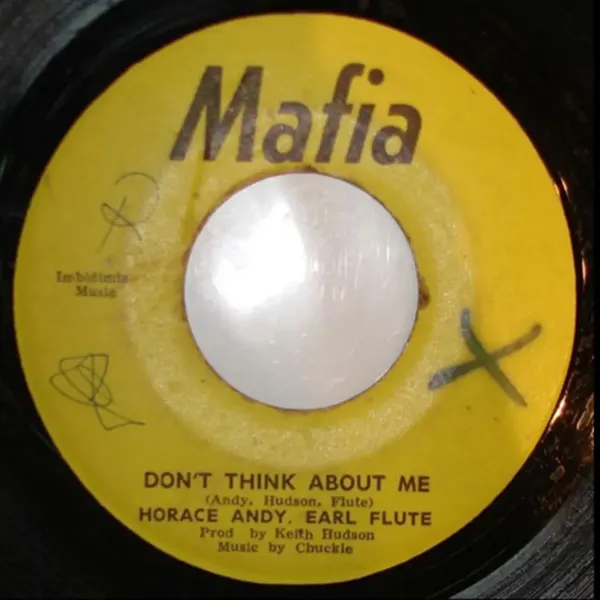 Mafia
Music
DON'T THINK ABOUT ME
(Andy, Hudson, Flute)
HORACE ANDY. EARL FLUTE
Prod by Keith Hudson
Music by Chuckle